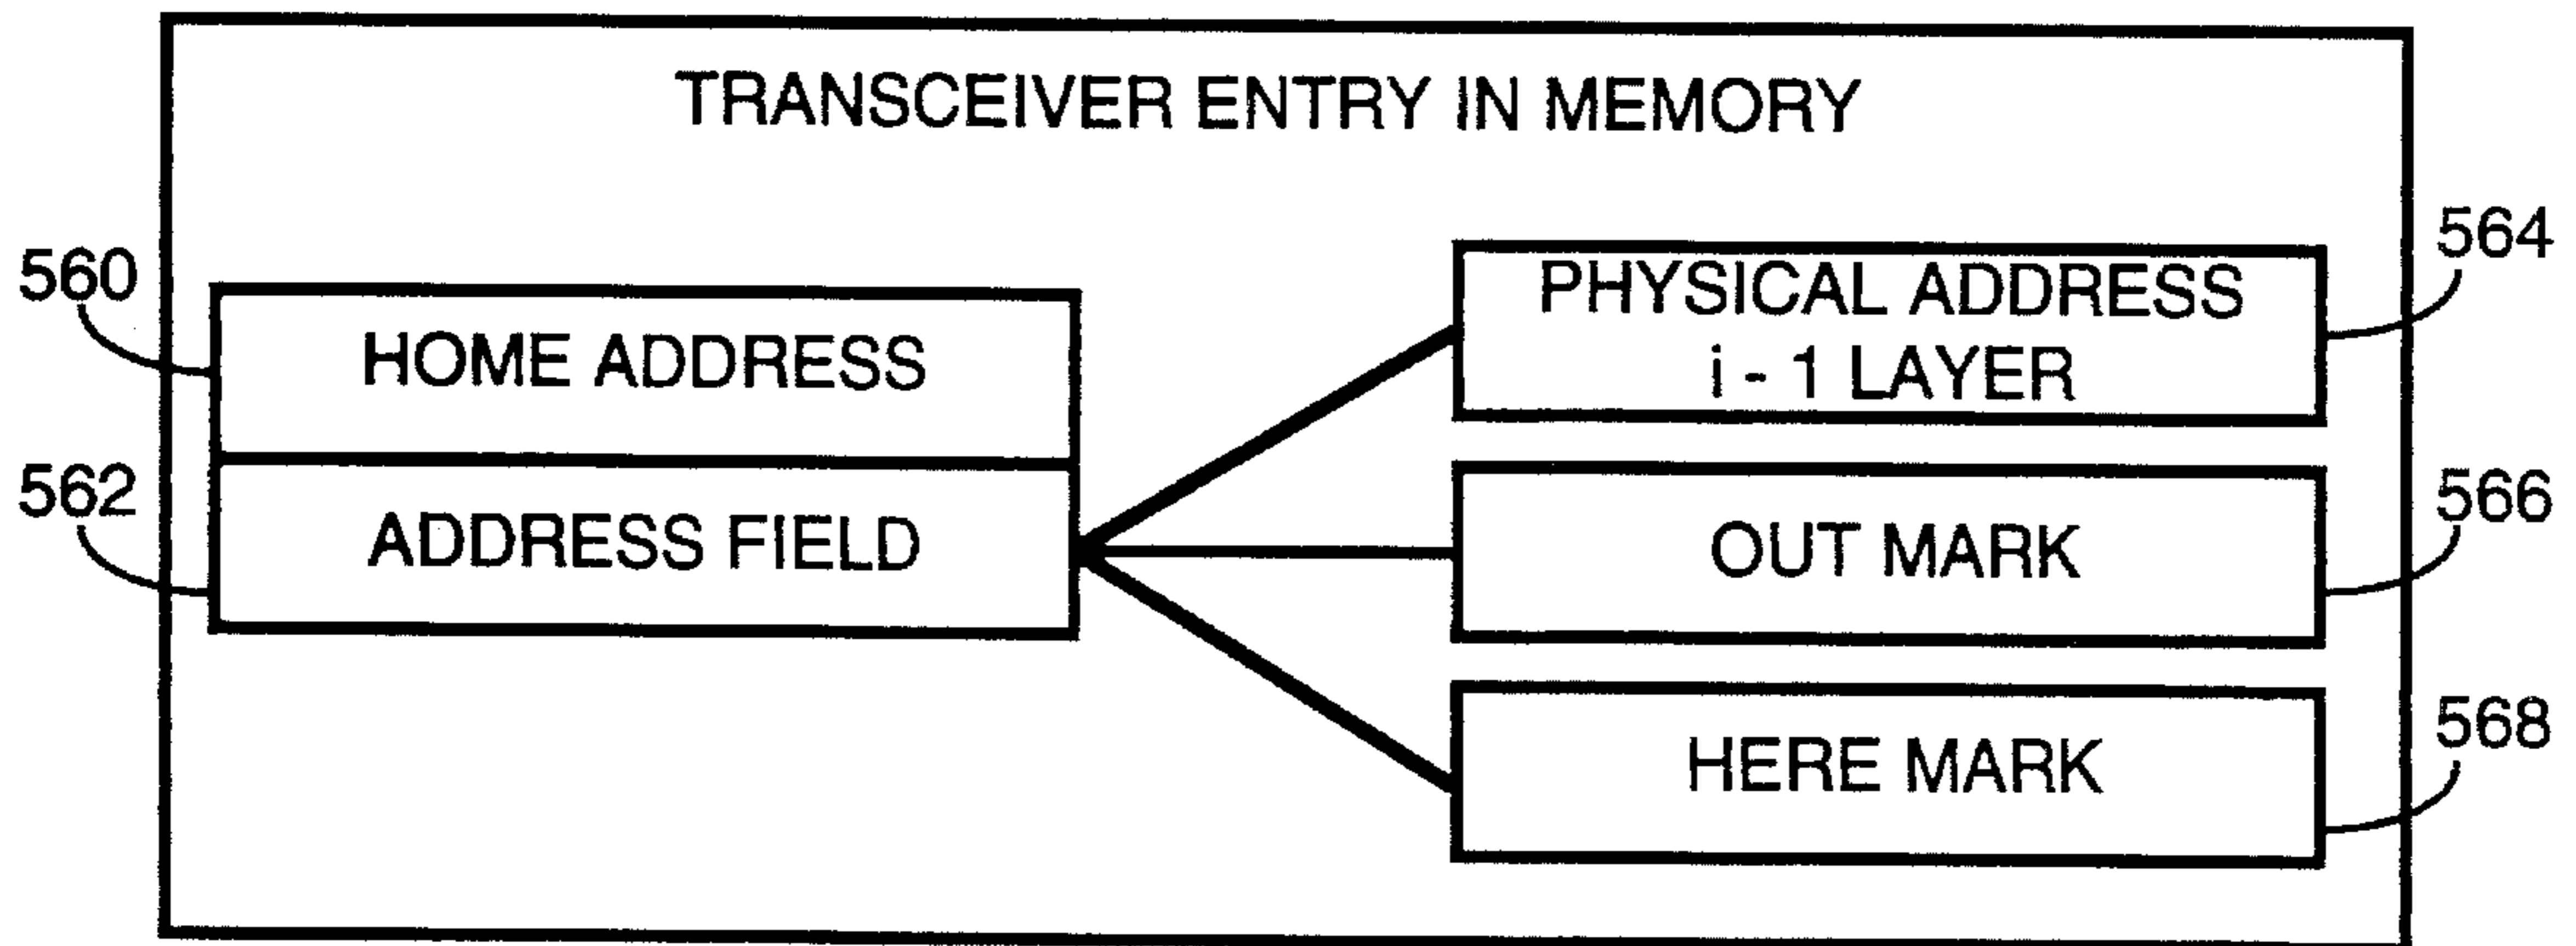 TRANSCEIVER ENTRY IN MEMORY
560
HOME ADDRESS
562
ADDRESS FIELD
564
PHYSICAL ADDRESS
i - 1 LAYER
566
OUT MARK
568
HERE MARK